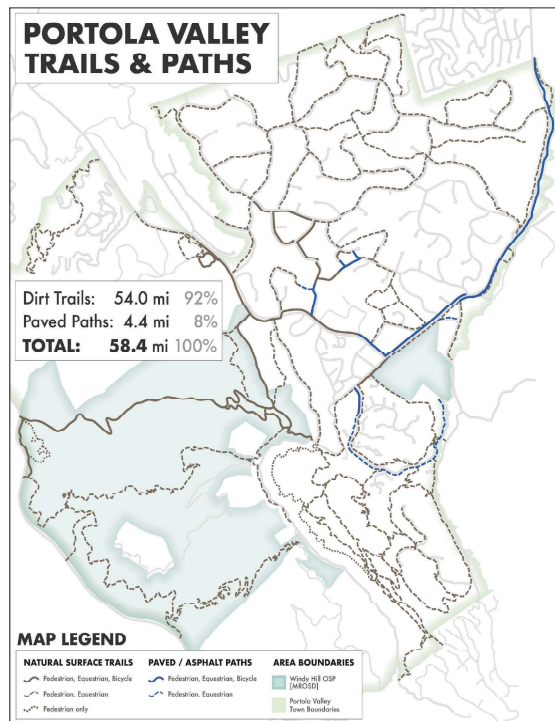 PORTOLA VALLEY
TRAILS & PATHS
Dirt Trails: 54.0 mi 92%
Paved Paths: 4.4 mi 8%
TOTAL: 58.4 mi 100%
MAP LEGEND
NATURAL SURFACE TRAILS
Pedestrian, Equestrian, Bicycle
Pedestrian, Equestrian
Pedestrian only
PAVED / ASPHALT PATHS
Pedestrian, Equestrian, Bicycle
Pedestrian, Equestrian
AREA BOUNDARIES
Windy Hill OSP
[MROSD]
Portola Valley
Town Boundaries